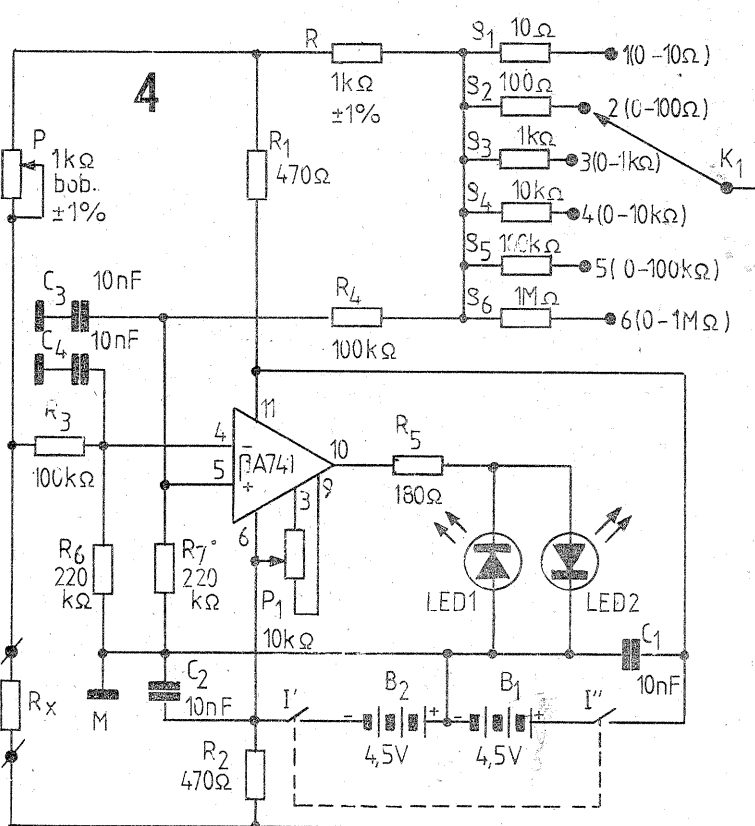 4
R
1kΩ
±1%
S1 10Ω
1(0-10Ω)
S2 100Ω
2(0-100Ω)
S3 1kΩ
3(0-1kΩ)
S4 10kΩ
4(0-10kΩ)
S5 100kΩ
5(0-100kΩ)
S6 1MΩ
6(0-1MΩ)
K1
P
1kΩ
bob.
±1%
R1
470Ω
C3 10nF
C4 10nF
R4
100kΩ
R3
100kΩ
11
4
5
βA741
-
+
10
9
3
6
R5
180Ω
R6
220
kΩ
R7
220
kΩ
P1
10kΩ
LED1
LED2
C1
10nF
Rx
M
C2
10nF
I'
B2
- +
4,5V
B1
- +
4,5V
I''
R2
470Ω